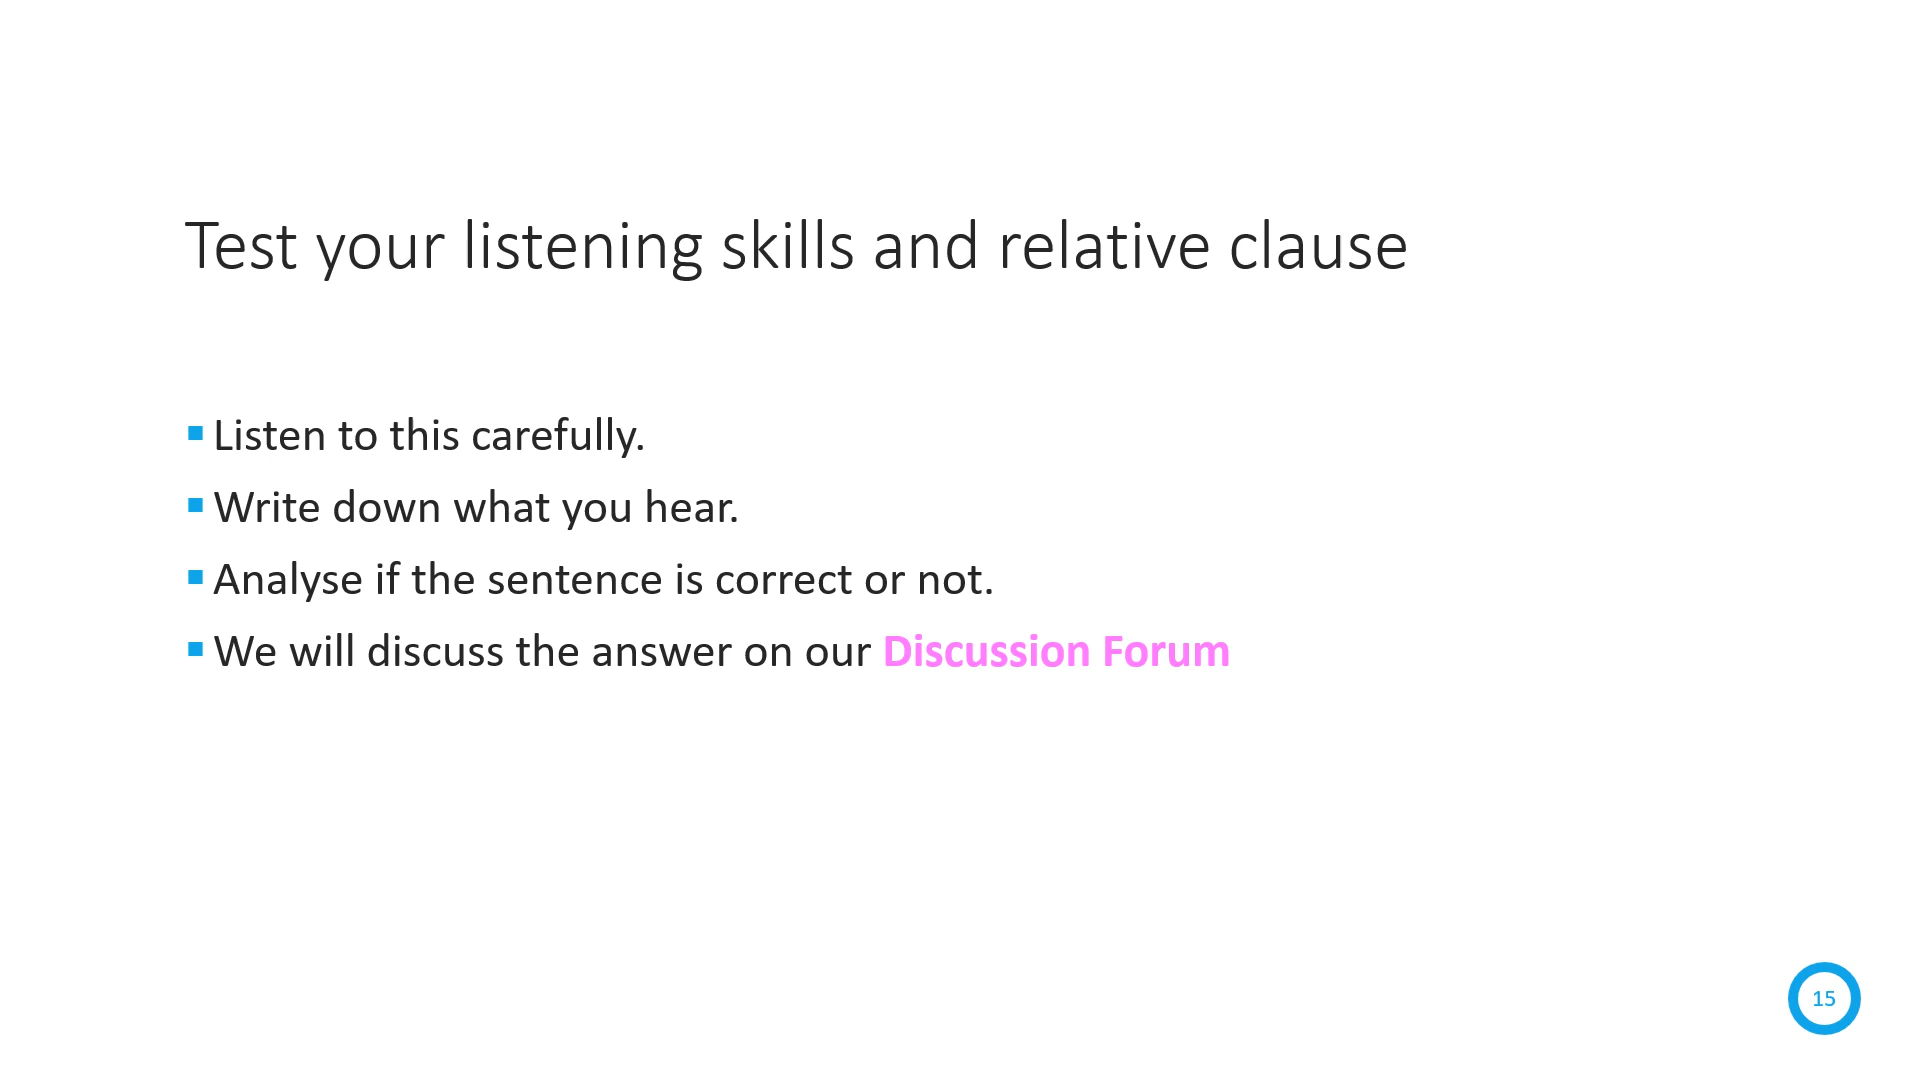 Test your listening skills and relative clause
Listen to this carefully.
Write down what you hear.
Analyse if the sentence is correct or not.
We will discuss the answer on our Discussion Forum
15